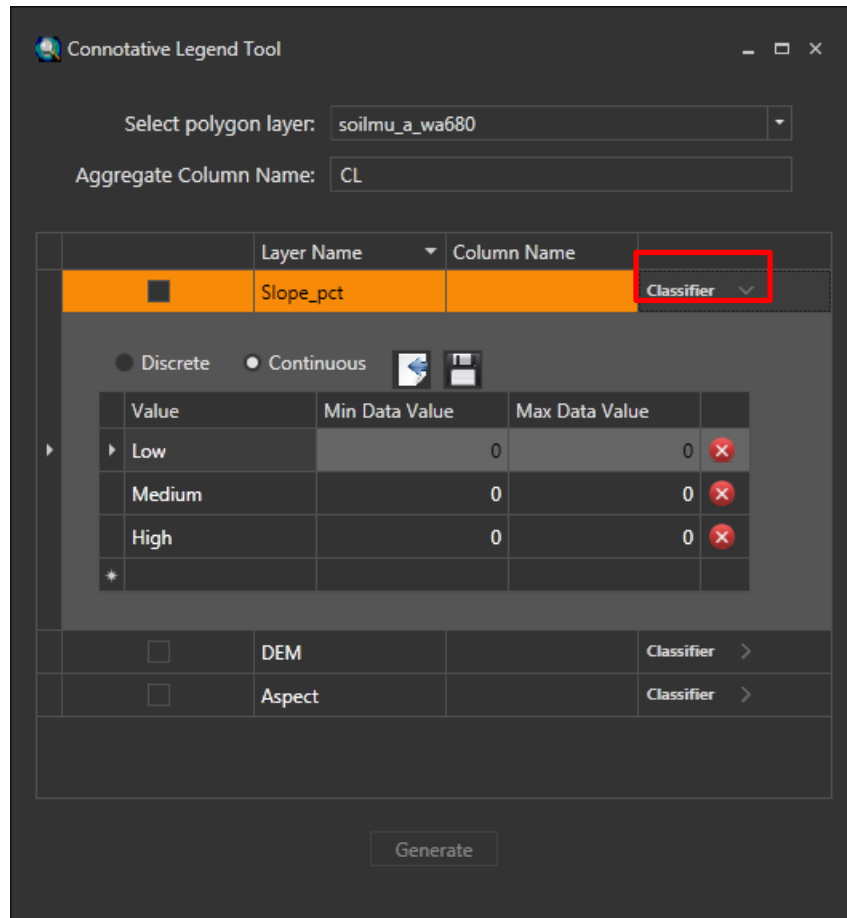 Connotative Legend Tool
Select polygon layer: soilmu_a_wa680
Aggregate Column Name: CL
Layer Name Column Name
Slope_pct Classifier
Discrete Continuous
Value Min Data Value Max Data Value
Low 0 0
Medium 0 0
High 0 0
*
DEM Classifier
Aspect Classifier
Generate